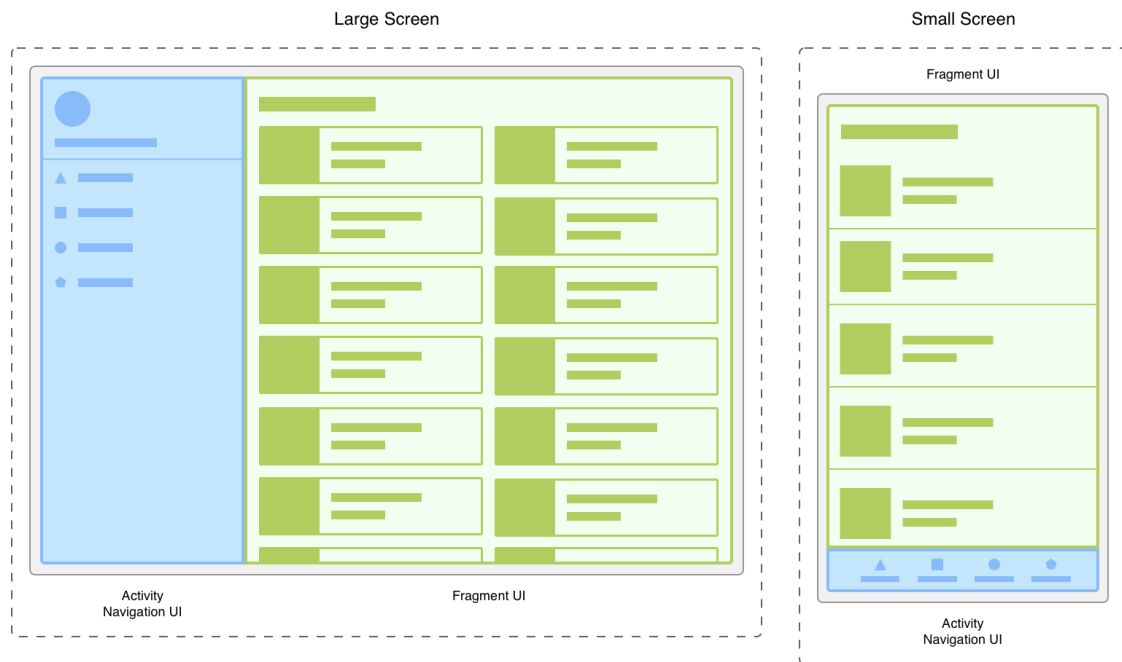 Large Screen
Small Screen
Fragment UI
Activity
Navigation UI
Fragment UI
Activity
Navigation UI